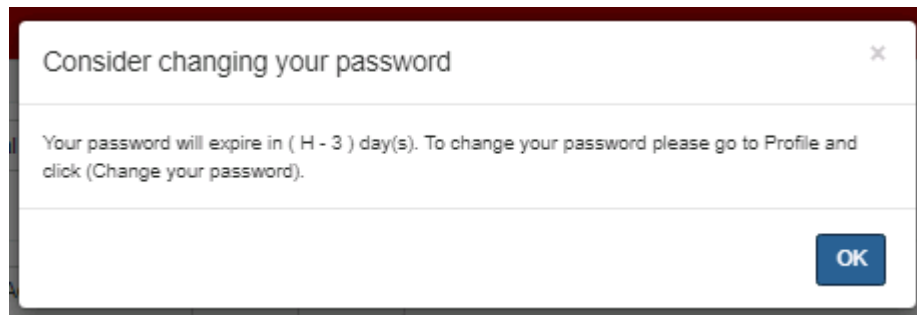 Consider changing your password
×
Your password will expire in ( H - 3 ) day(s). To change your password please go to Profile and
click (Change your password).
OK